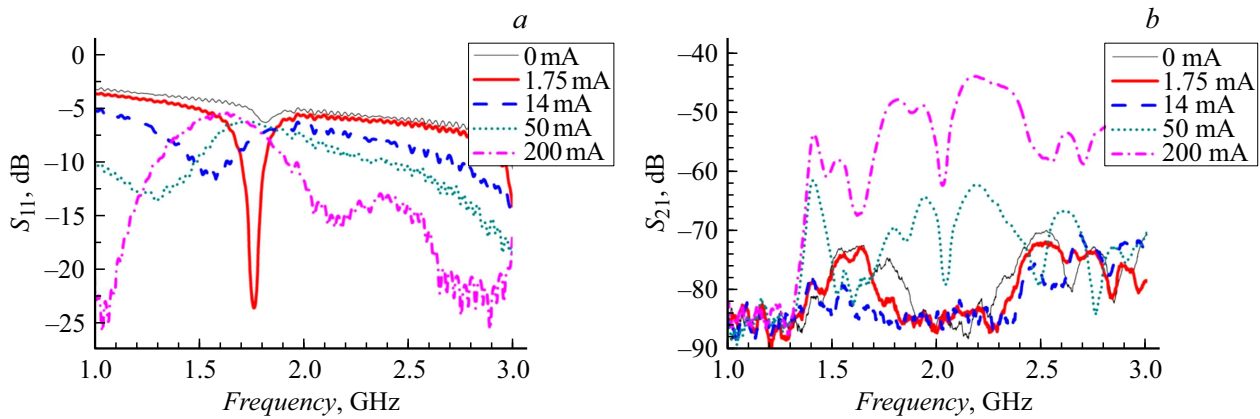 a
0
–5
–10
–15
–20
–25
S11, dB
0 mA
1.75 mA
14 mA
50 mA
200 mA
1.0
1.5
2.0
2.5
3.0
Frequency, GHz
b
–40
–50
–60
–70
–80
–90
S21, dB
0 mA
1.75 mA
14 mA
50 mA
200 mA
1.0
1.5
2.0
2.5
3.0
Frequency, GHz